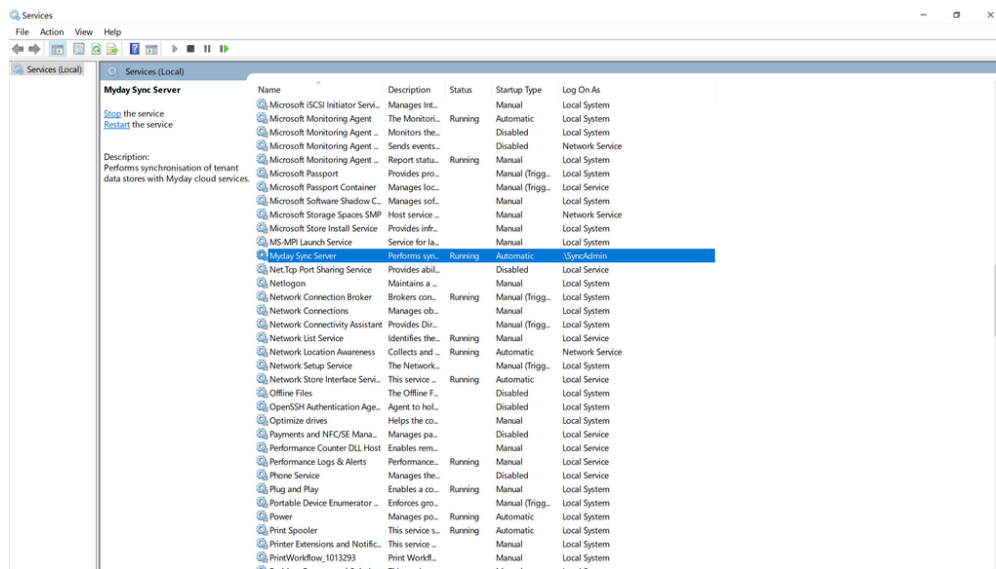 Services
File Action View Help
Services (Local)
Services (Local)
Myday Sync Server
Stop the service
Restart the service
Description:
Performs synchronisation of tenant
data stores with Myday cloud services.
Name Description Status Startup Type Log On As
Microsoft iSCSI Initiator Servi... Manages Int... Manual Local System
Microsoft Monitoring Agent The Monitori... Running Automatic Local System
Microsoft Monitoring Agent ... Monitors the... Disabled Local System
Microsoft Monitoring Agent ... Sends events... Disabled Network Service
Microsoft Monitoring Agent ... Report statu... Running Manual Local System
Microsoft Passport Provides pro... Manual (Trigg... Local System
Microsoft Passport Container Manages loc... Manual (Trigg... Local Service
Microsoft Software Shadow C... Manages sof... Manual Local System
Microsoft Storage Spaces SMP Host service ... Manual Network Service
Microsoft Store Install Service Provides infr... Manual Local System
MS-MPI Launch Service Service for la... Manual Local System
Myday Sync Server Performs syn... Running Automatic .\SyncAdmin
Net.Tcp Port Sharing Service Provides abil... Disabled Local Service
Netlogon Maintains a ... Manual Local System
Network Connection Broker Brokers con... Running Manual (Trigg... Local System
Network Connections Manages ob... Manual Local System
Network Connectivity Assistant Provides Dir... Manual (Trigg... Local System
Network List Service Identifies the... Running Manual Local Service
Network Location Awareness Collects and ... Running Automatic Network Service
Network Setup Service The Network... Manual (Trigg... Local System
Network Store Interface Servi... This service ... Running Automatic Local Service
Offline Files The Offline F... Disabled Local System
OpenSSH Authentication Age... Agent to hol... Disabled Local System
Optimize drives Helps the co... Manual Local System
Payments and NFC/SE Mana... Manages pa... Disabled Local Service
Performance Counter DLL Host Enables rem... Manual Local Service
Performance Logs & Alerts Performance... Running Manual Local Service
Phone Service Manages the... Disabled Local Service
Plug and Play Enables a co... Running Manual Local System
Portable Device Enumerator ... Enforces gro... Manual (Trigg... Local System
Power Manages po... Running Automatic Local System
Print Spooler This service s... Running Automatic Local System
Printer Extensions and Notific... This service ... Manual Local System
PrintWorkflow_1013293 Print Workfl... Manual Local System